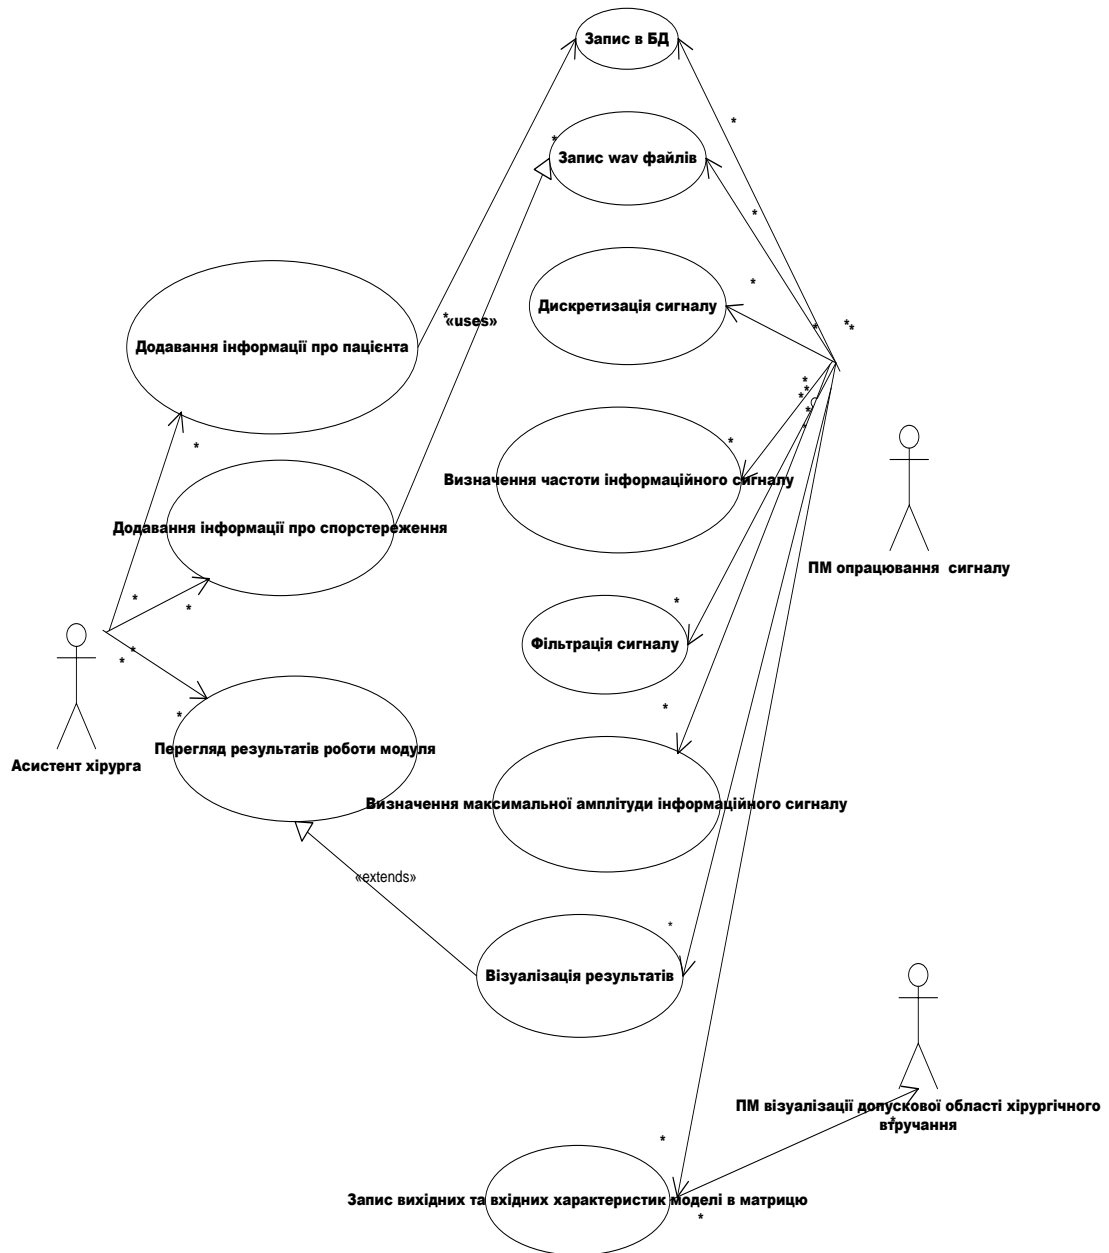 Запис в БД
*
*
Запис wav файлів
*
Дискретизація сигналу
*
*
«uses»
*
**
Додавання інформації про пацієнта
*
*
*
*
*
*
*
Визначення частоти інформаційного сигналу
Додавання інформації про спорстереження
ПМ опрацювання сигналу
*
*
*
Фільтрація сигналу
*
*
*
*
Перегляд результатів роботи модуля
Асистент хірурга
Визначення максимальної амплітуди інформаційного сигналу
«extends»
*
Візуалізація результатів
ПМ візуалізації допускової області хірургічного
втручання
*
*
Запис вихідних та вхідних характеристик моделі в матрицю
*